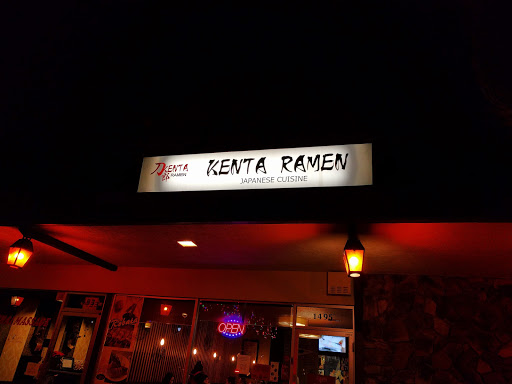 KENTA
RAMEN
KENTA RAMEN
JAPANESE CUISINE
OPEN